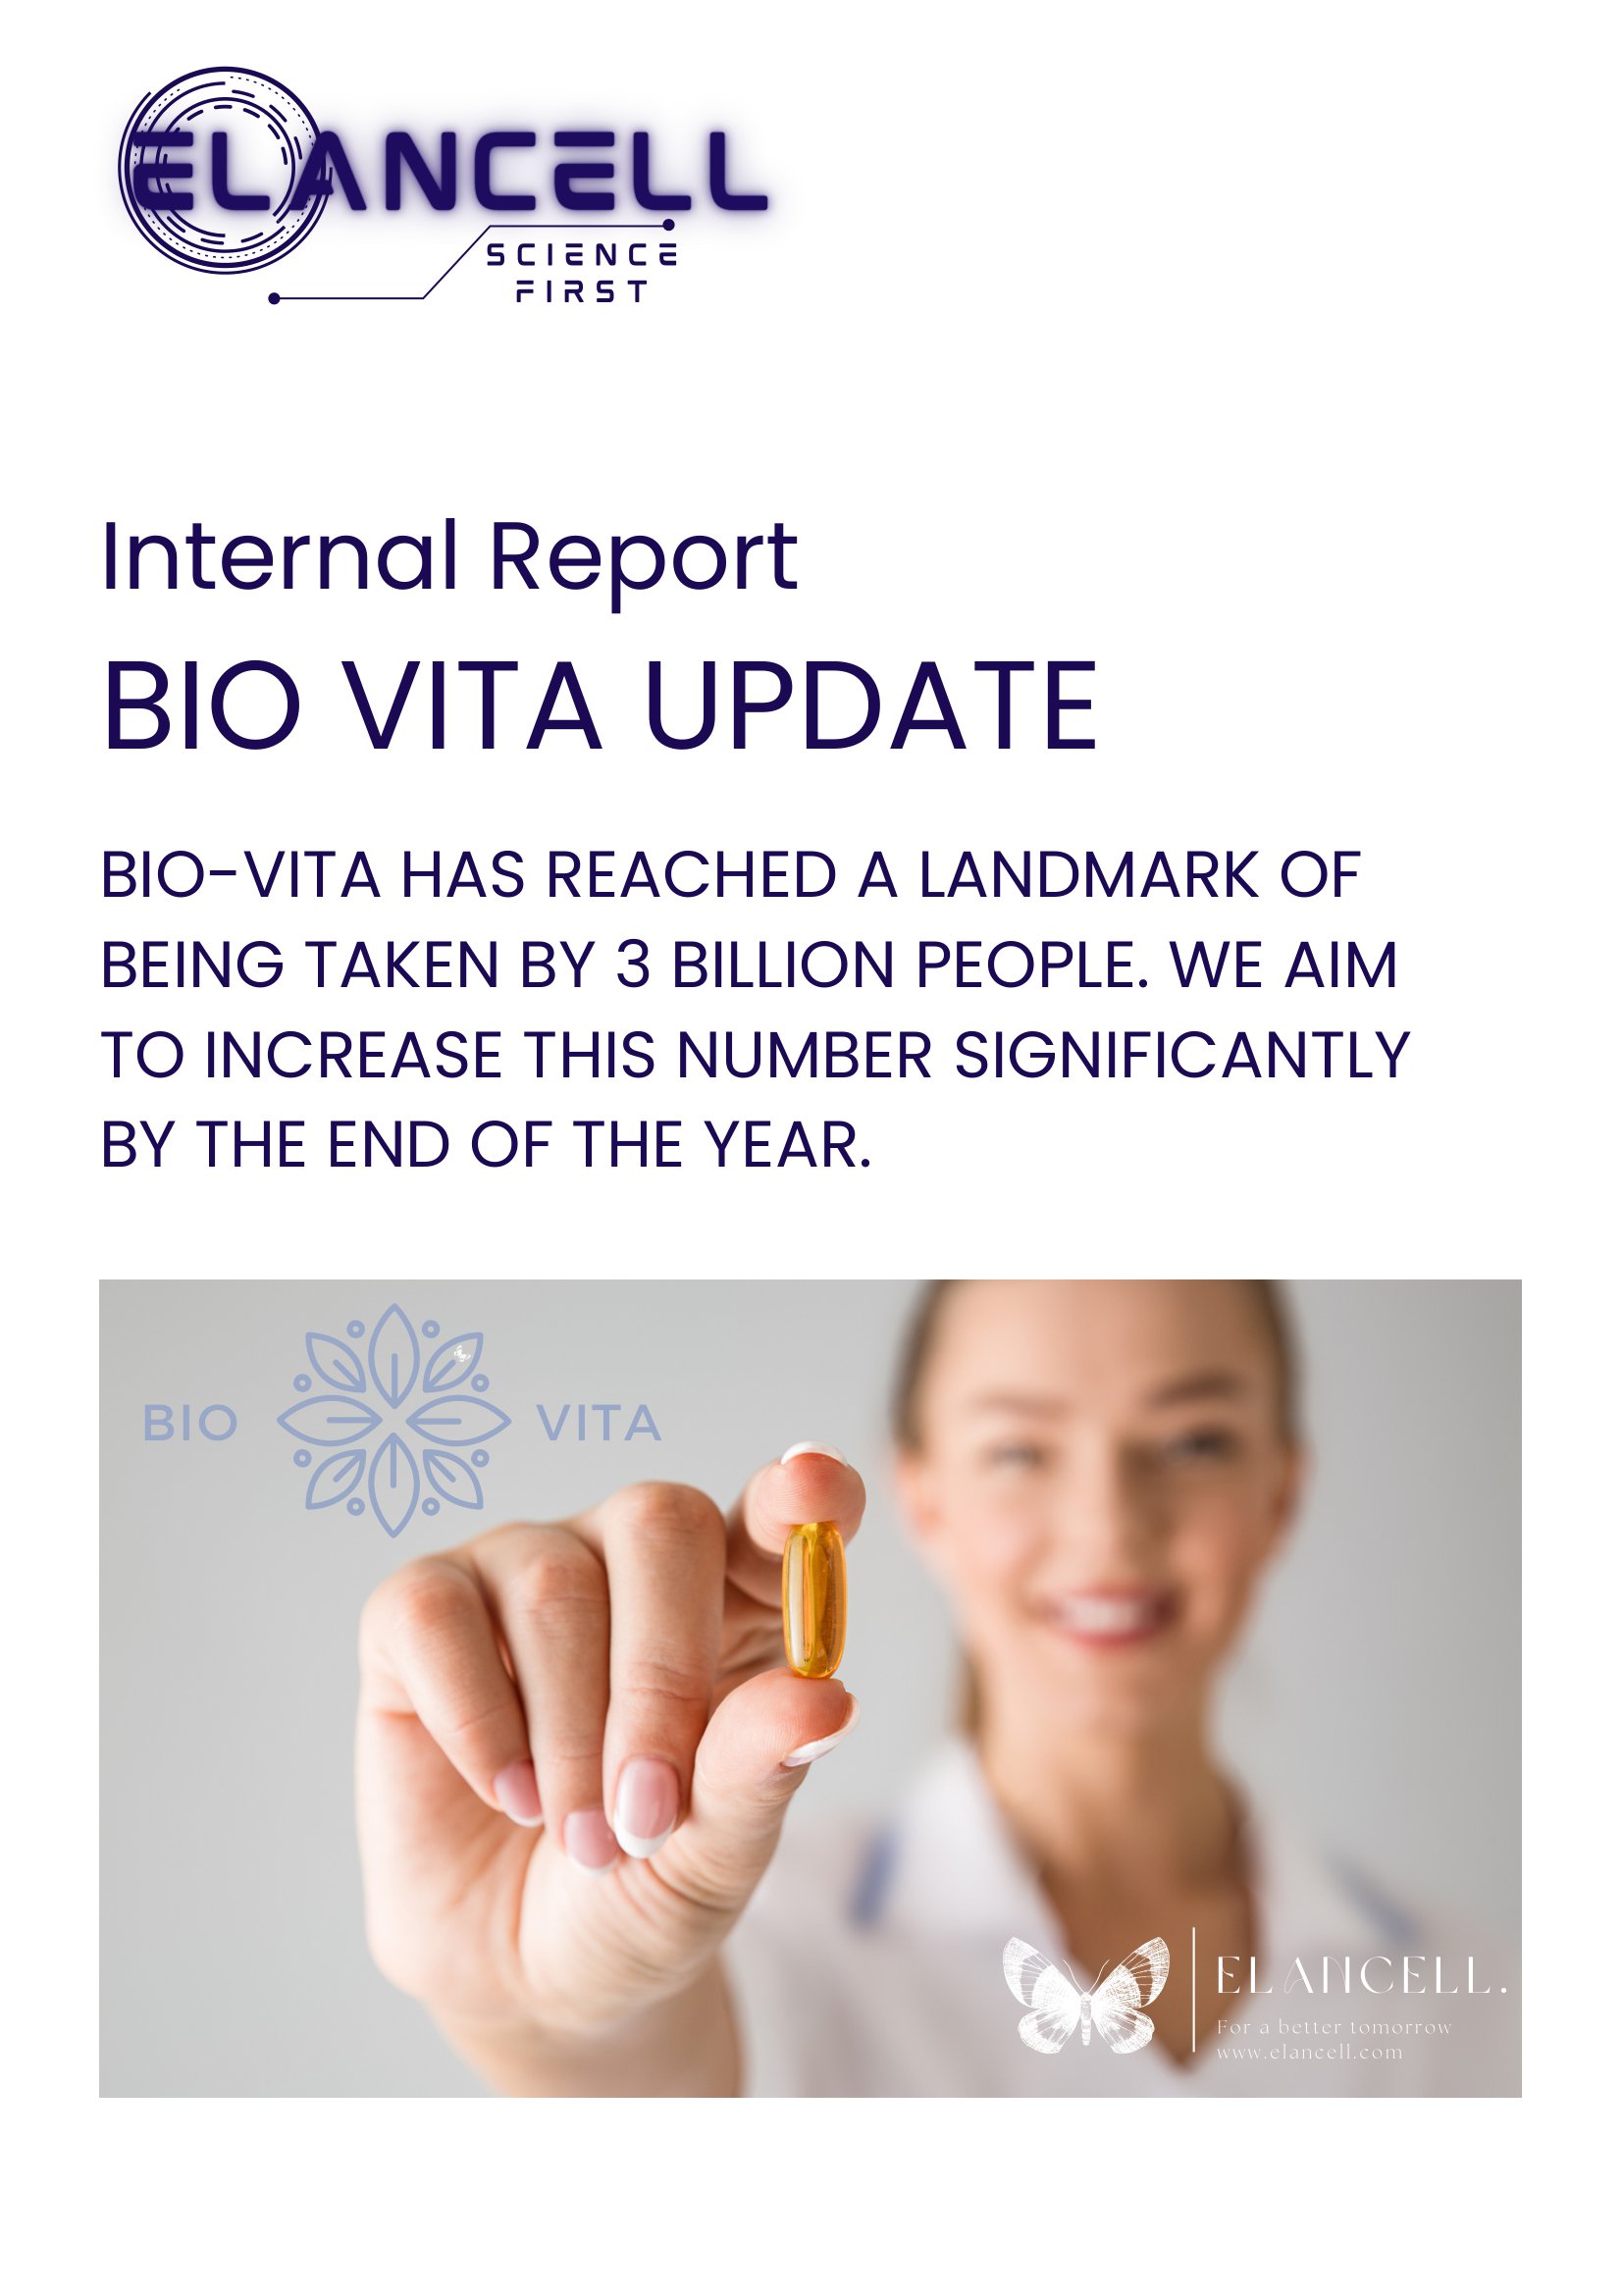 ELANCELL
SCIENCE
FIRST
Internal Report
BIO VITA UPDATE
BIO-VITA HAS REACHED A LANDMARK OF
BEING TAKEN BY 3 BILLION PEOPLE. WE AIM
TO INCREASE THIS NUMBER SIGNIFICANTLY
BY THE END OF THE YEAR.
BIO VITA
ELANCELL.
For a better tomorrow
www.elancell.com